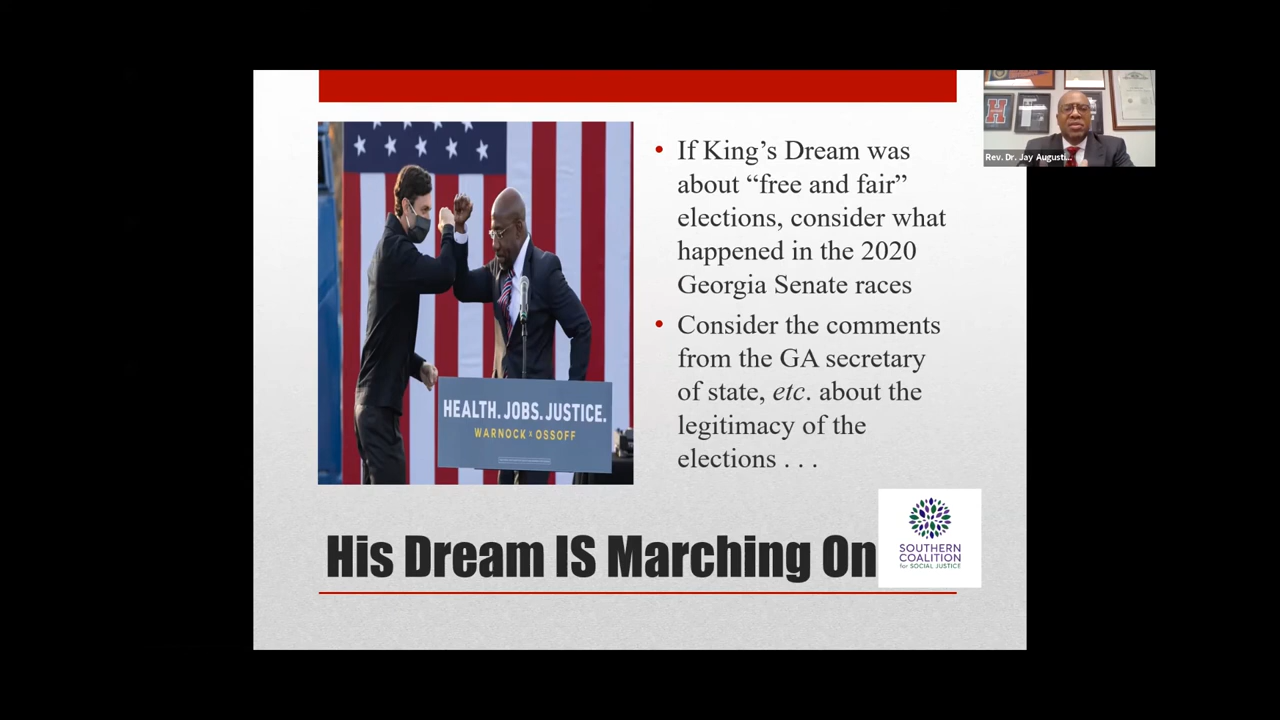 • If King’s Dream was
about “free and fair”
elections, consider what
happened in the 2020
Georgia Senate races
• Consider the comments
from the GA secretary
of state, etc. about the
legitimacy of the
elections . . .
HEALTH. JOBS. JUSTICE.
WARNOCK OSSOFF
His Dream IS Marching On
SOUTHERN
COALITION
for SOCIAL JUSTICE
H
Rev. Dr. Jay Augusti...